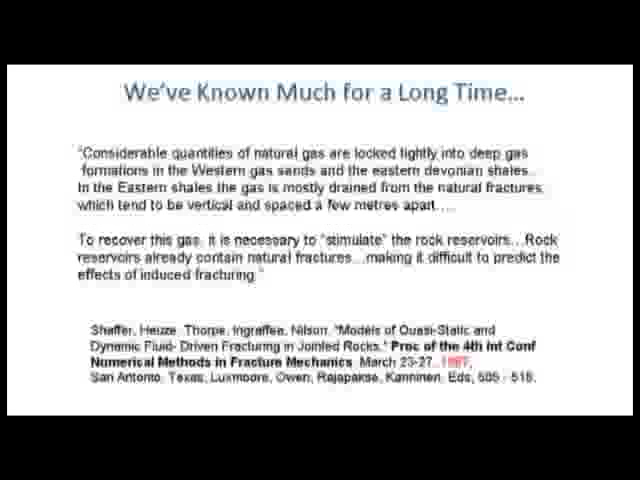 We've Known Much for a Long Time...
"Considerable quantities of natural gas are locked tightly into deep gas
formations in the Western gas sands and the eastern devonian shales...
In the Eastern shales the gas is mostly drained from the natural fractures,
which tend to be vertical and spaced a few metres apart....
To recover this gas, it is necessary to "stimulate" the rock reservoirs...Rock
reservoirs already contain natural fractures...making it difficult to predict the
effects of induced fracturing."
Shaffer, Heuze, Thorpe, Ingraffea, Nilson. "Models of Quasi-Static and
Dynamic Fluid- Driven Fracturing in Jointed Rocks." Proc of the 4th Int Conf
Numerical Methods in Fracture Mechanics, March 23-27, 1987,
San Antonio, Texas, Luxmoore, Owen, Rajapakse, Kanninen, Eds, 505 - 518.